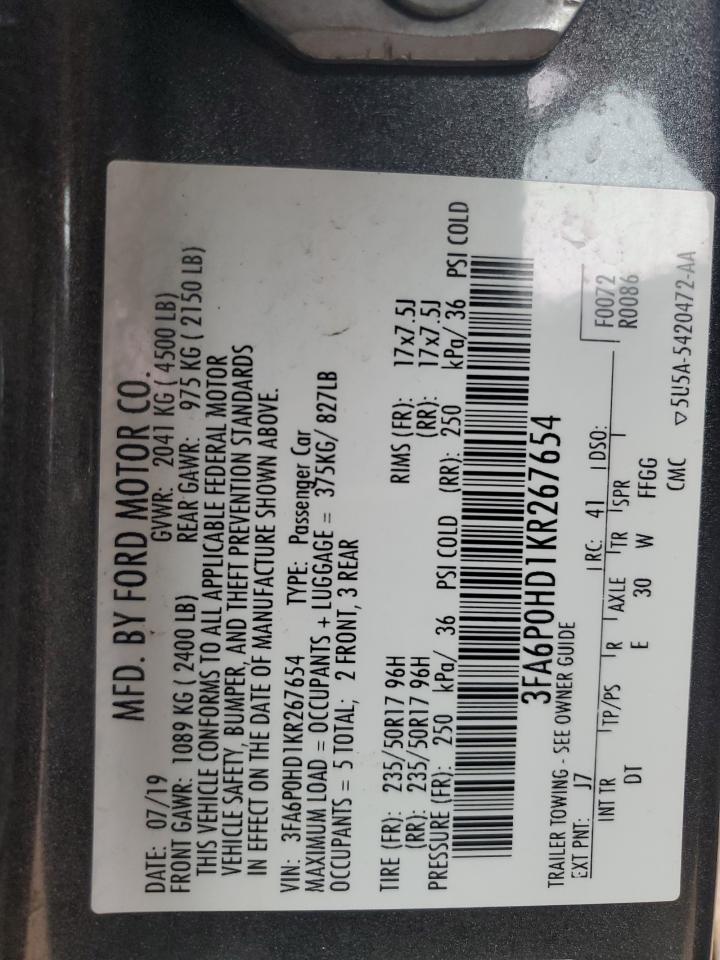 MFD. BY FORD MOTOR CO.
DATE: 07/19 GVWR: 2041 KG ( 4500 LB)
FRONT GAWR: 1089 KG ( 2400 LB) REAR GAWR: 975 KG ( 2150 LB)
THIS VEHICLE CONFORMS TO ALL APPLICABLE FEDERAL MOTOR
VEHICLE SAFETY, BUMPER, AND THEFT PREVENTION STANDARDS
IN EFFECT ON THE DATE OF MANUFACTURE SHOWN ABOVE.
VIN: 3FA6P0HD1KR267654 TYPE: Passenger Car
MAXIMUM LOAD = OCCUPANTS + LUGGAGE = 375KG/ 827LB
OCCUPANTS = 5 TOTAL; 2 FRONT, 3 REAR
TIRE (FR): 235/50R17 96H RIMS (FR): 17x7.5J
(RR): 235/50R17 96H (RR): 17x7.5J
PRESSURE (FR): 250 kPa/ 36 PSI COLD (RR): 250 kPa/ 36 PSI COLD
3FA6P0HD1KR267654
TRAILER TOWING - SEE OWNER GUIDE F0072
EXT PNT: J7 RC: 41 DSO: R0086
INT TR TP/PS R AXLE TR SPR
DT E 30 W FFGG
CMC ▽5U5A-5420472-AA